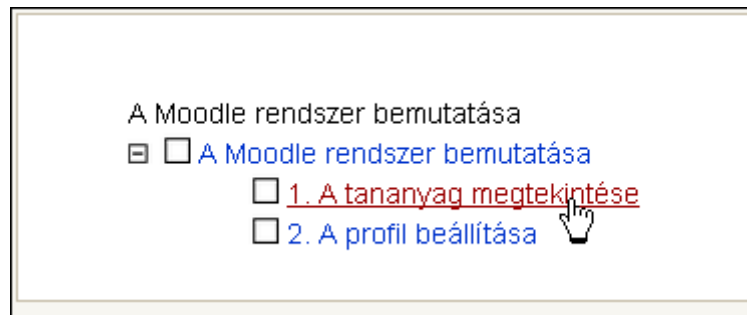 A Moodle rendszer bemutatása
A Moodle rendszer bemutatása
1. A tananyag megtekintése
2. A profil beállítása